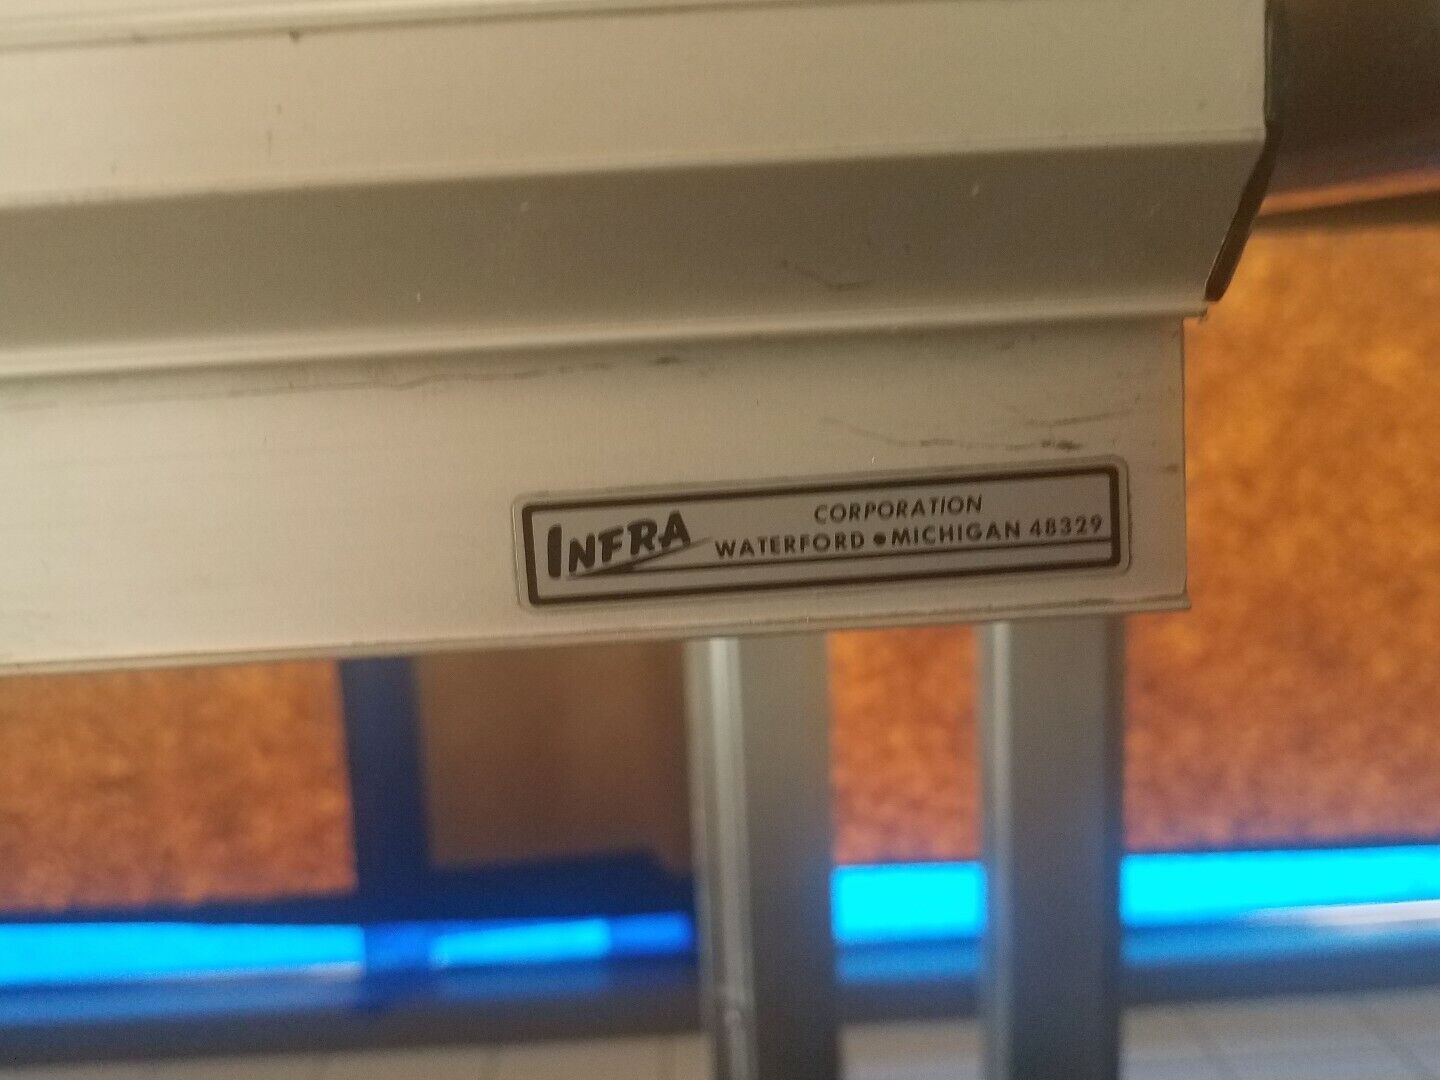 INFRA
CORPORATION
WATERFORD • MICHIGAN 48329